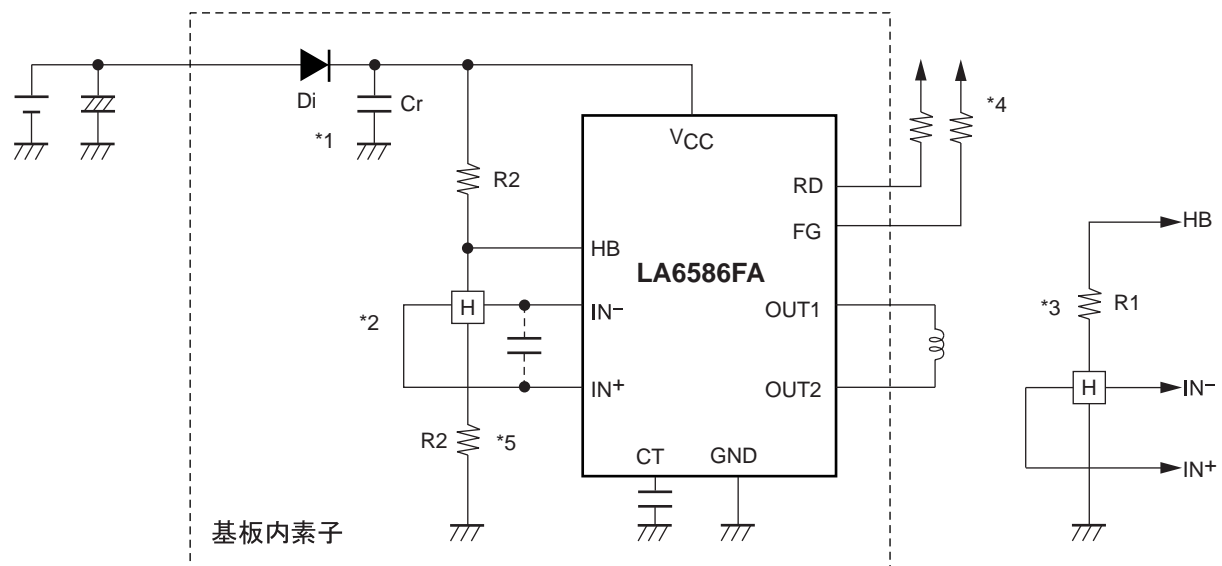 Di
Cr
*1
R2
VCC
*4
RD
FG
HB
LA6586FA
HB
H
IN−
*2
OUT1
*3
R1
IN+
OUT2
H
IN−
R2
*5
CT
GND
IN+
基板内素子